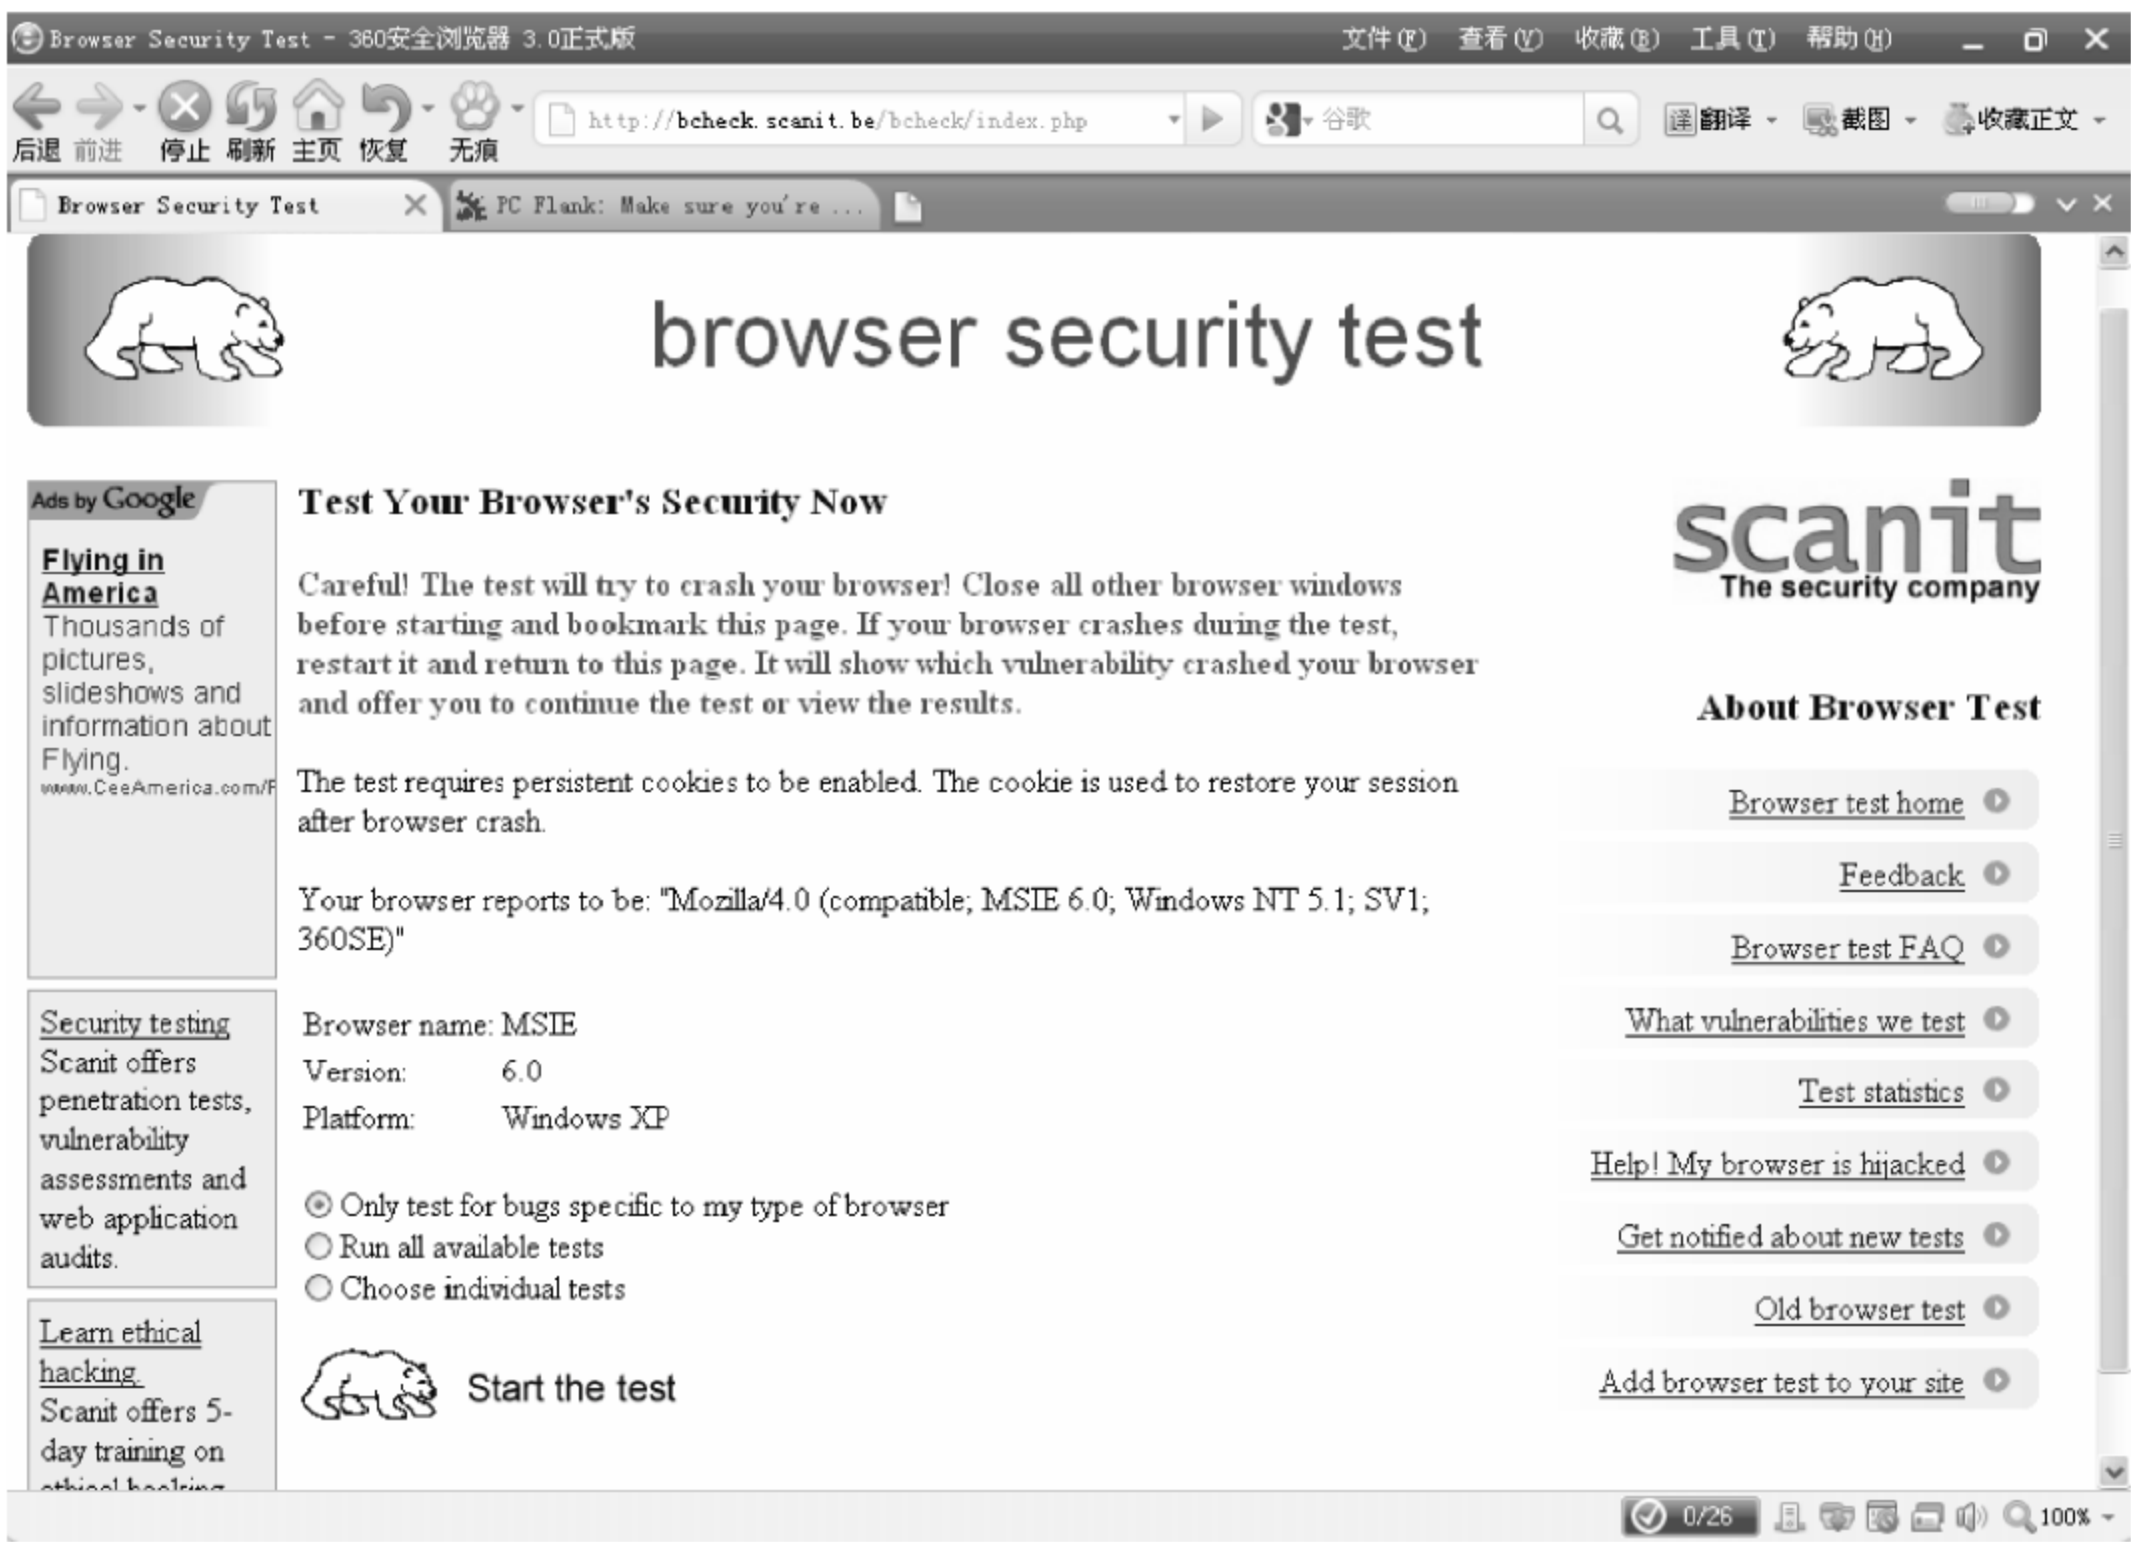 Browser Security Test - 360安全浏览器 3.0正式版
文件(F) 查看(V) 收藏(B) 工具(T) 帮助(H)
后退 前进 停止 刷新 主页 恢复 无痕
http://bcheck.scanit.be/bcheck/index.php
谷歌
译 翻译 截图 收藏正文
Browser Security Test
PC Flank: Make sure you're ...
browser security test
Ads by Google
Flying in
America
Thousands of
pictures,
slideshows and
information about
Flying.
www.CeeAmerica.com/F
Security testing
Scanit offers
penetration tests,
vulnerability
assessments and
web application
audits.
Learn ethical
hacking.
Scanit offers 5-
day training on
ethical hacking
Test Your Browser's Security Now
Careful! The test will try to crash your browser! Close all other browser windows
before starting and bookmark this page. If your browser crashes during the test,
restart it and return to this page. It will show which vulnerability crashed your browser
and offer you to continue the test or view the results.
The test requires persistent cookies to be enabled. The cookie is used to restore your session
after browser crash.
Your browser reports to be: "Mozilla/4.0 (compatible; MSIE 6.0; Windows NT 5.1; SV1;
360SE)"
Browser name: MSIE
Version: 6.0
Platform: Windows XP
Only test for bugs specific to my type of browser
Run all available tests
Choose individual tests
Start the test
scanit
The security company
About Browser Test
Browser test home
Feedback
Browser test FAQ
What vulnerabilities we test
Test statistics
Help! My browser is hijacked
Get notified about new tests
Old browser test
Add browser test to your site
0/26
100%